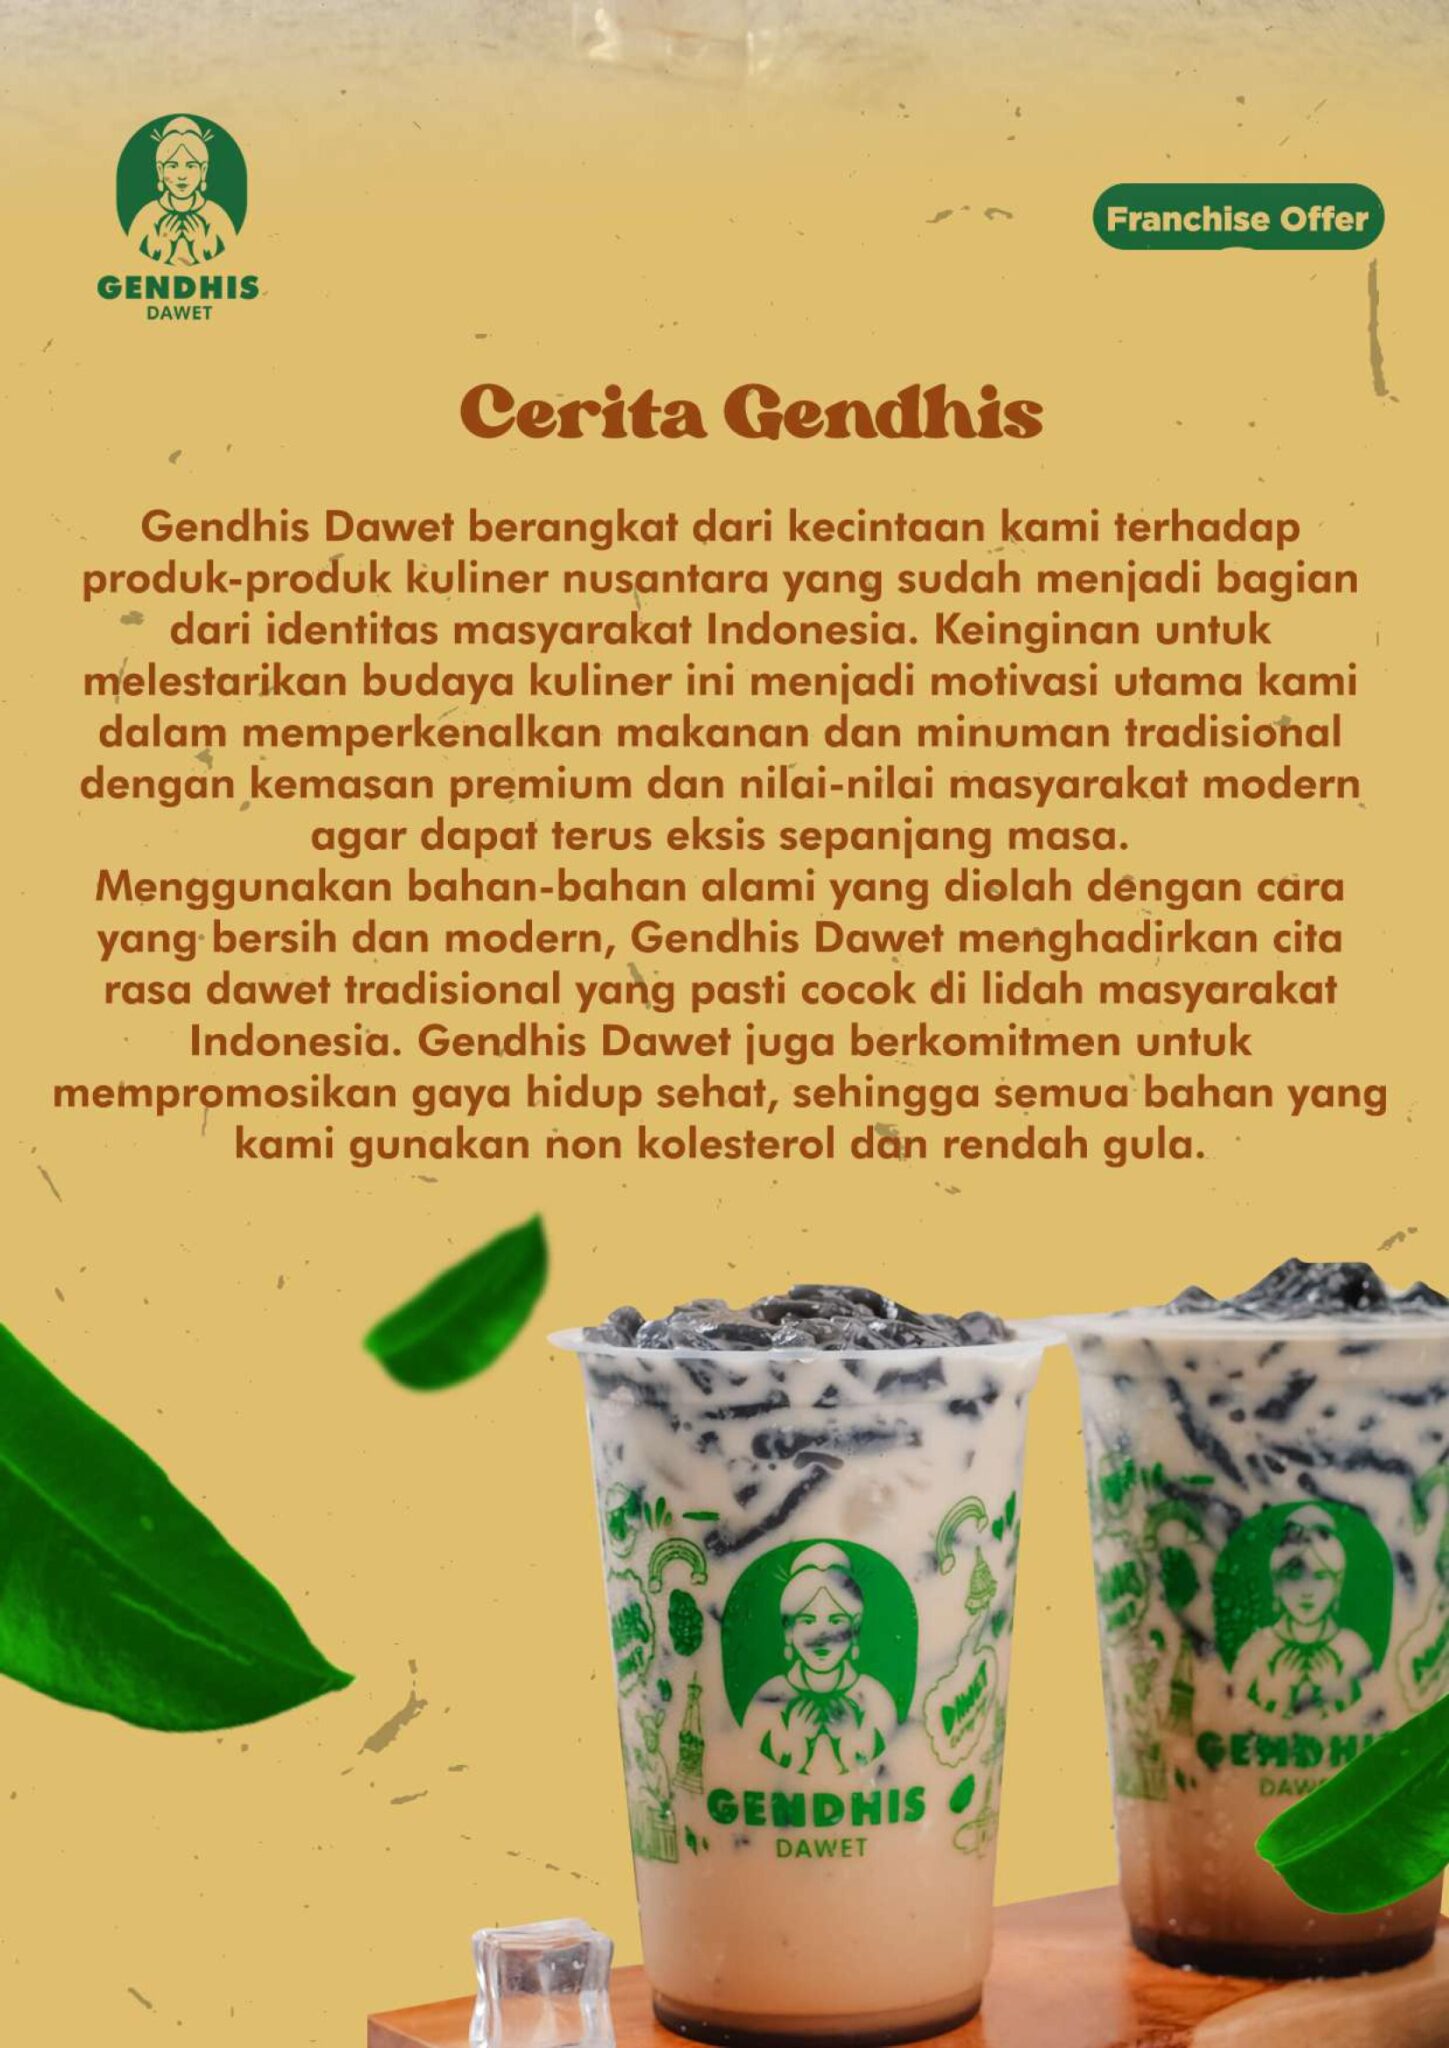 GENDHIS
DAWET
Franchise Offer
Cerita Gendhis
Gendhis Dawet berangkat dari kecintaan kami terhadap
produk-produk kuliner nusantara yang sudah menjadi bagian
dari identitas masyarakat Indonesia. Keinginan untuk
melestarikan budaya kuliner ini menjadi motivasi utama kami
dalam memperkenalkan makanan dan minuman tradisional
dengan kemasan premium dan nilai-nilai masyarakat modern
agar dapat terus eksis sepanjang masa.
Menggunakan bahan-bahan alami yang diolah dengan cara
yang bersih dan modern, Gendhis Dawet menghadirkan cita
rasa dawet tradisional yang pasti cocok di lidah masyarakat
Indonesia. Gendhis Dawet juga berkomitmen untuk
mempromosikan gaya hidup sehat, sehingga semua bahan yang
kami gunakan non kolesterol dan rendah gula.
DAWET
GENDHIS
DAWET
GENDHI
DAW